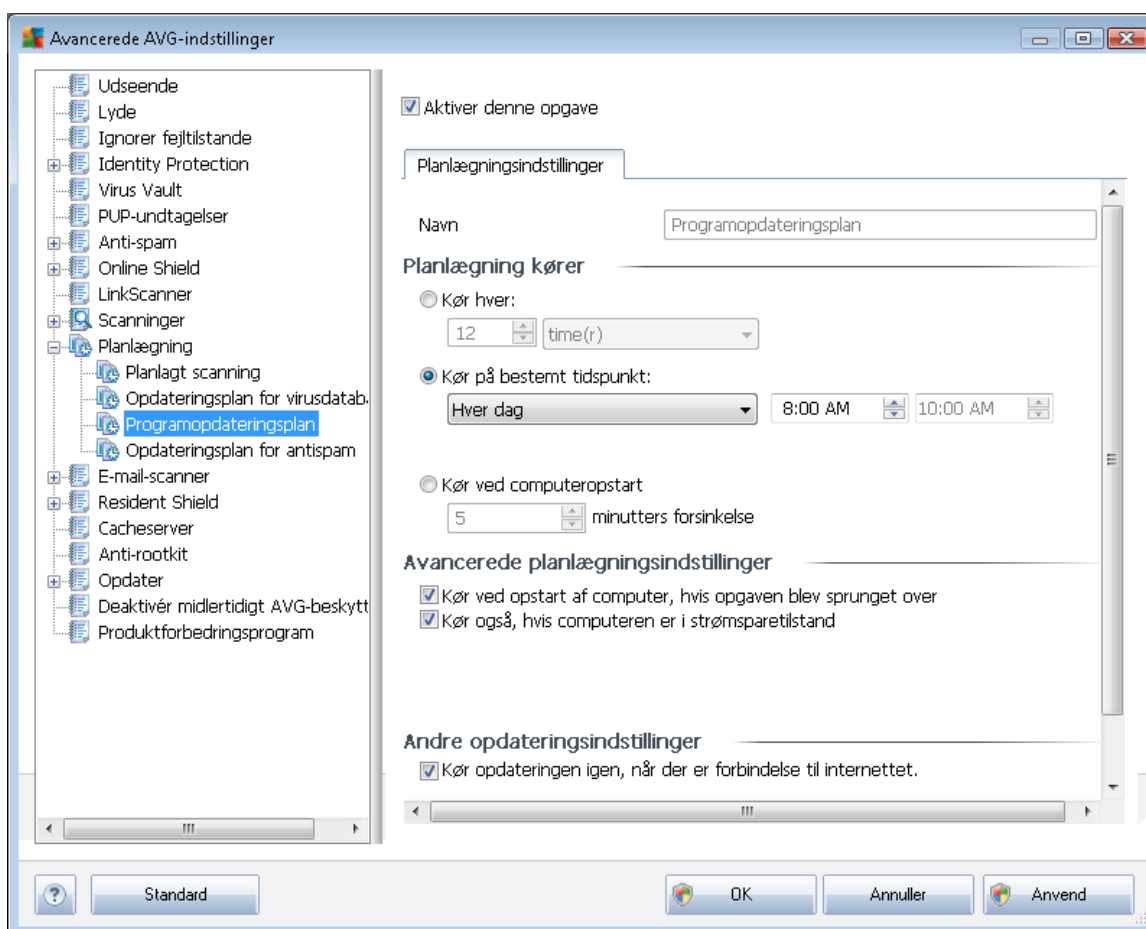 Avancerede AVG-indstillinger
Udseende
Lyde
Ignorer fejltilstande
Identity Protection
Virus Vault
PUP-undtagelser
Anti-spam
Online Shield
LinkScanner
Scanninger
Planlægning
Planlagt scanning
Opdateringsplan for virusdatab
Programopdateringsplan
Opdateringsplan for antispam
E-mail-scanner
Resident Shield
Cacheserver
Anti-rootkit
Opdater
Deaktivér midlertidigt AVG-beskytt
Produktforbedringsprogram
Aktiver denne opgave
Planlægningsindstillinger
Navn Programopdateringsplan
Planlægning kører
Kør hver:
12 time(r)
Kør på bestemt tidspunkt:
Hver dag 8:00 AM 10:00 AM
Kør ved computeropstart
5 minutters forsinkelse
Avancerede planlægningsindstillinger
Kør ved opstart af computer, hvis opgaven blev sprunget over
Kør også, hvis computeren er i strømsparetilstand
Andre opdateringsindstillinger
Kør opdateringen igen, når der er forbindelse til internettet.
? Standard OK Annuller Anvend